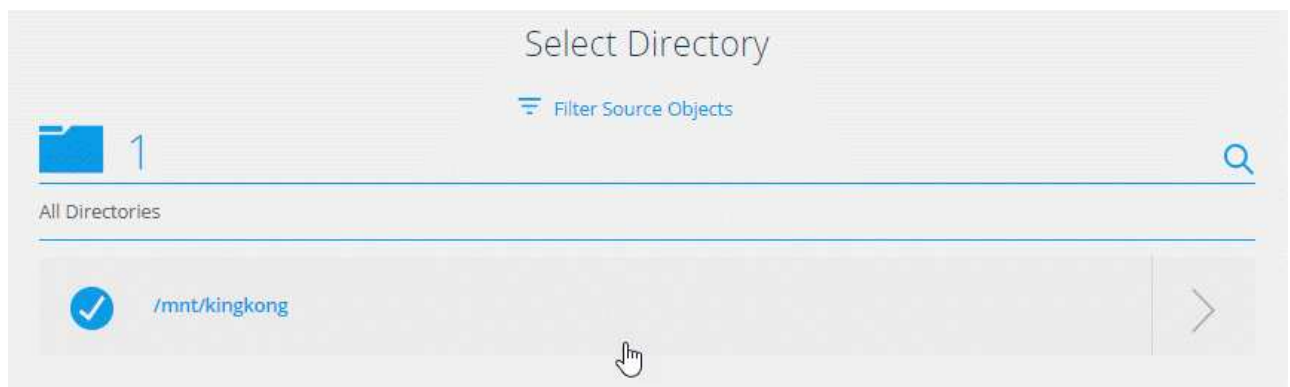 Select Directory
Filter Source Objects
1
All Directories
/mnt/kingkong